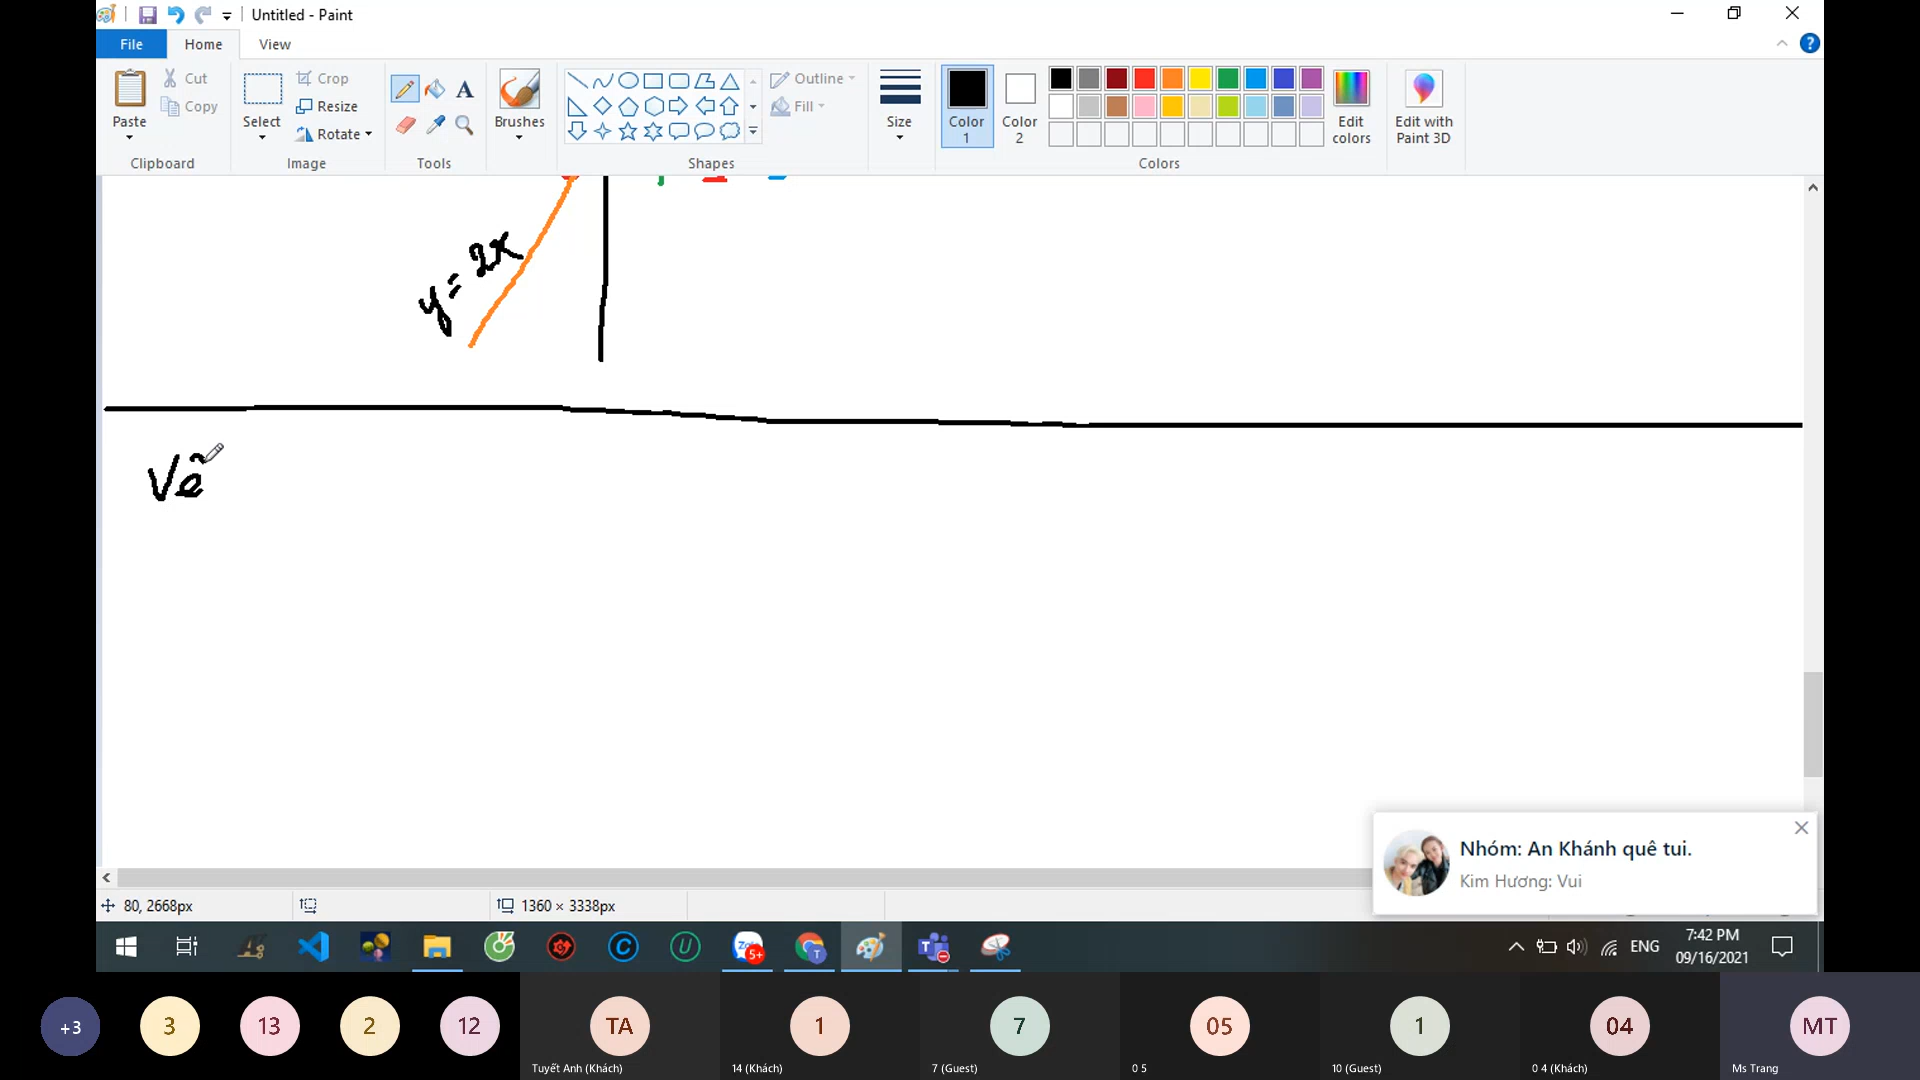 Untitled - Paint
File
Home
View
Paste
Cut
Copy
Clipboard
Select
Crop
Resize
Rotate
Image
A
Tools
Brushes
Shapes
Outline
Fill
Size
Color 1
Color 2
Colors
Edit colors
Edit with Paint 3D
?
y = 2x
Vẽ
Nhóm: An Khánh quê tui.
Kim Hương: Vui
80, 2668px
1360 × 3338px
C
U
Zalo
5+
T
T
ENG
7:42 PM
09/16/2021
+3
3
13
2
12
TA
Tuyết Anh (Khách)
1
14 (Khách)
7
7 (Guest)
05
0 5
1
10 (Guest)
04
0 4 (Khách)
MT
Ms Trang